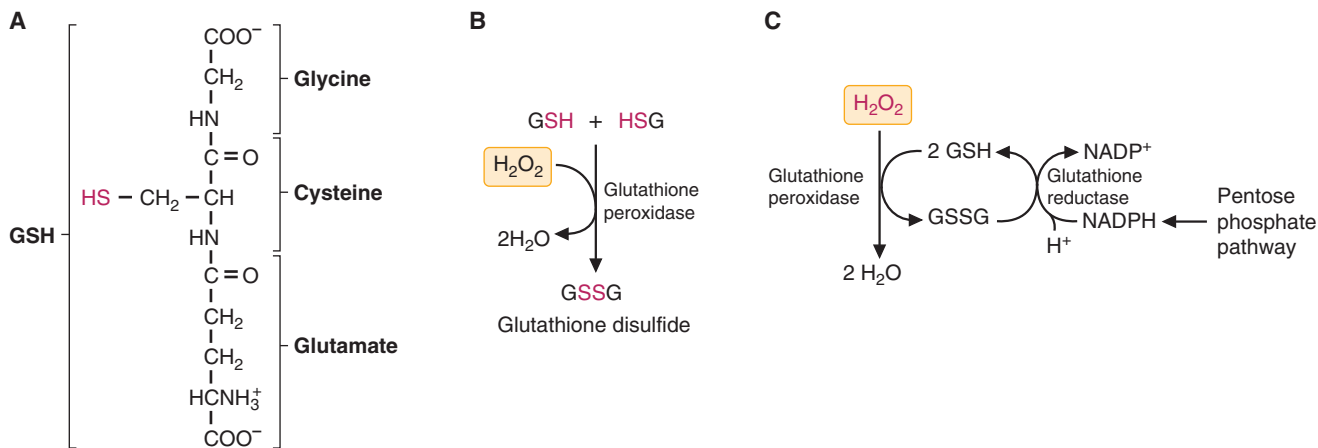 A
COO⁻
CH₂
Glycine
HN
C=O
HS – CH₂ – CH
Cysteine
GSH
HN
C=O
CH₂
CH₂
Glutamate
HCNH₃⁺
COO⁻
B
GSH + HSG
H₂O₂
Glutathione
peroxidase
2H₂O
GSSG
Glutathione disulfide
C
H₂O₂
Glutathione
peroxidase
2 GSH
GSSG
2 H₂O
NADP⁺
Glutathione
reductase
NADPH
H⁺
Pentose
phosphate
pathway